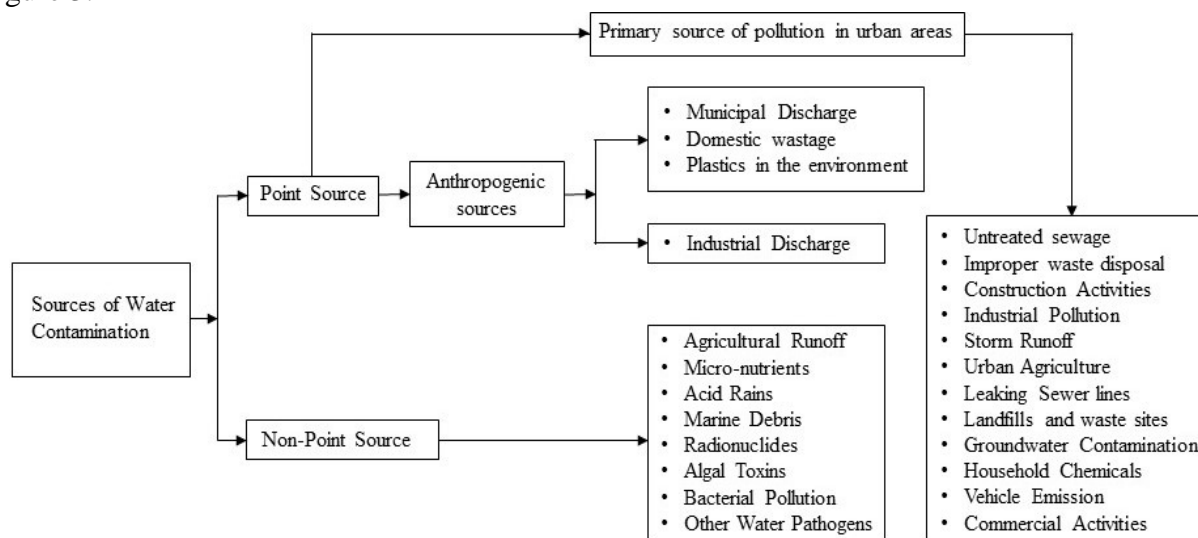 Primary source of pollution in urban areas
• Municipal Discharge
• Domestic wastage
• Plastics in the environment
Point Source
Anthropogenic
sources
• Industrial Discharge
Sources of Water
Contamination
Non-Point Source
• Agricultural Runoff
• Micro-nutrients
• Acid Rains
• Marine Debris
• Radionuclides
• Algal Toxins
• Bacterial Pollution
• Other Water Pathogens
• Untreated sewage
• Improper waste disposal
• Construction Activities
• Industrial Pollution
• Storm Runoff
• Urban Agriculture
• Leaking Sewer lines
• Landfills and waste sites
• Groundwater Contamination
• Household Chemicals
• Vehicle Emission
• Commercial Activities